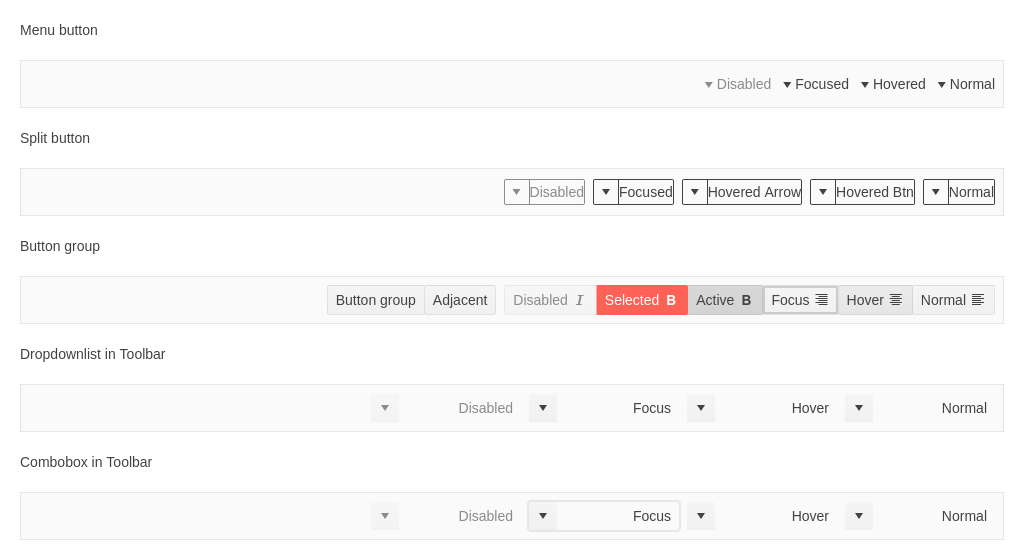 Menu button
Disabled Focused Hovered Normal
Split button
Disabled Focused Hovered Arrow Hovered Btn Normal
Button group
Button group Adjacent Disabled I Selected B Active B Focus Hover Normal
Dropdownlist in Toolbar
Disabled Focus Hover Normal
Combobox in Toolbar
Disabled Focus Hover Normal